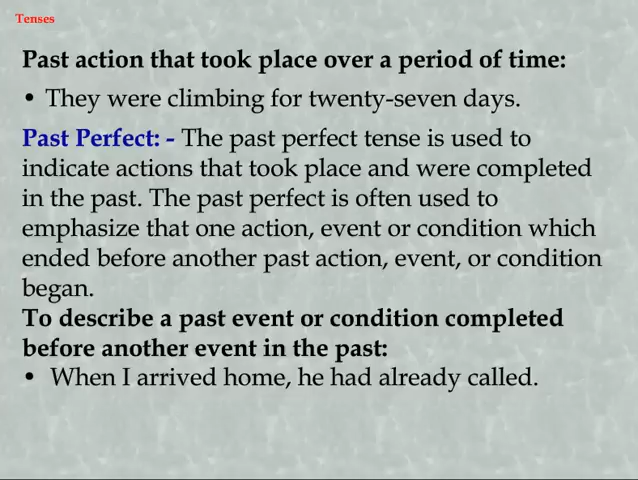 Tenses
Past action that took place over a period of time:
• They were climbing for twenty-seven days.
Past Perfect: - The past perfect tense is used to
indicate actions that took place and were completed
in the past. The past perfect is often used to
emphasize that one action, event or condition which
ended before another past action, event, or condition
began.
To describe a past event or condition completed
before another event in the past:
• When I arrived home, he had already called.